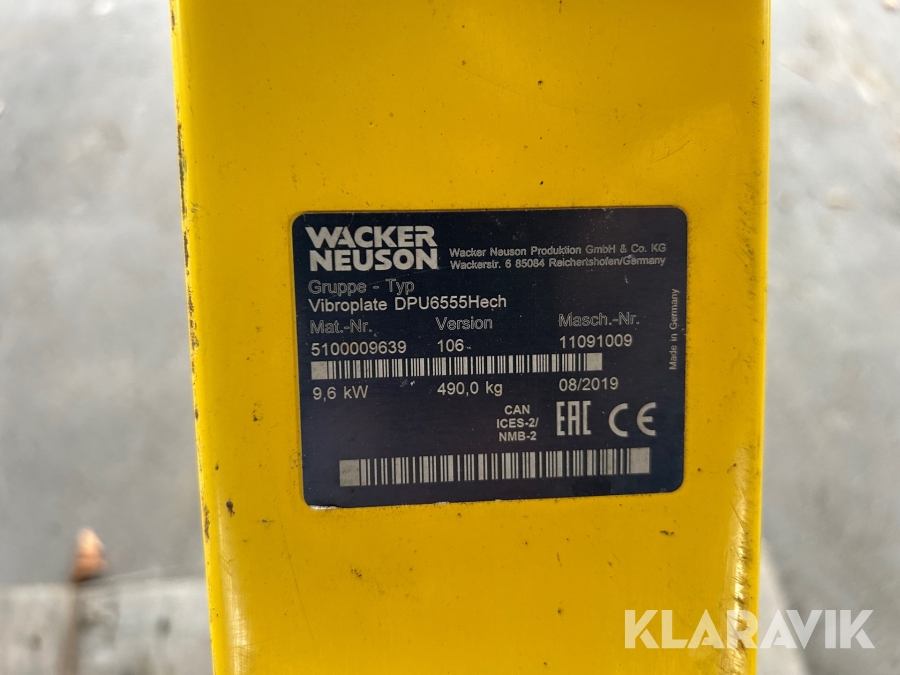 WACKER
NEUSON
Wacker Neuson Produktion GmbH & Co. KG
Wackerstr. 6 85084 Reichertshofen/Germany
Gruppe - Typ
Vibroplate DPU6555Hech
Mat.-Nr. Version Masch.-Nr.
5100009639 106 11091009
9,6 kW 490,0 kg 08/2019
CAN
ICES-2/
NMB-2
EAC CE
Made in Germany
KLARAVIK